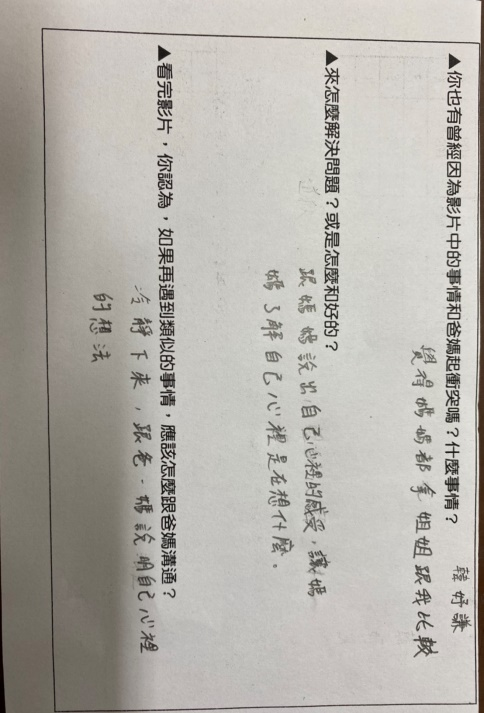 ▲你也有曾經因為影片中的事情和爸媽起衝突嗎？什麼事情？
韓妤謙
覺得媽媽都拿姐姐跟我比較
▲來怎麼解決問題？或是怎麼和好的？
跟媽媽說出自己心裡的感受，讓媽
媽了解自己心裡是在想什麼。
▲看完影片，你認為，如果再遇到類似的事情，應該怎麼跟爸媽溝通？
冷靜下來，跟爸、媽說明自己心裡
的想法